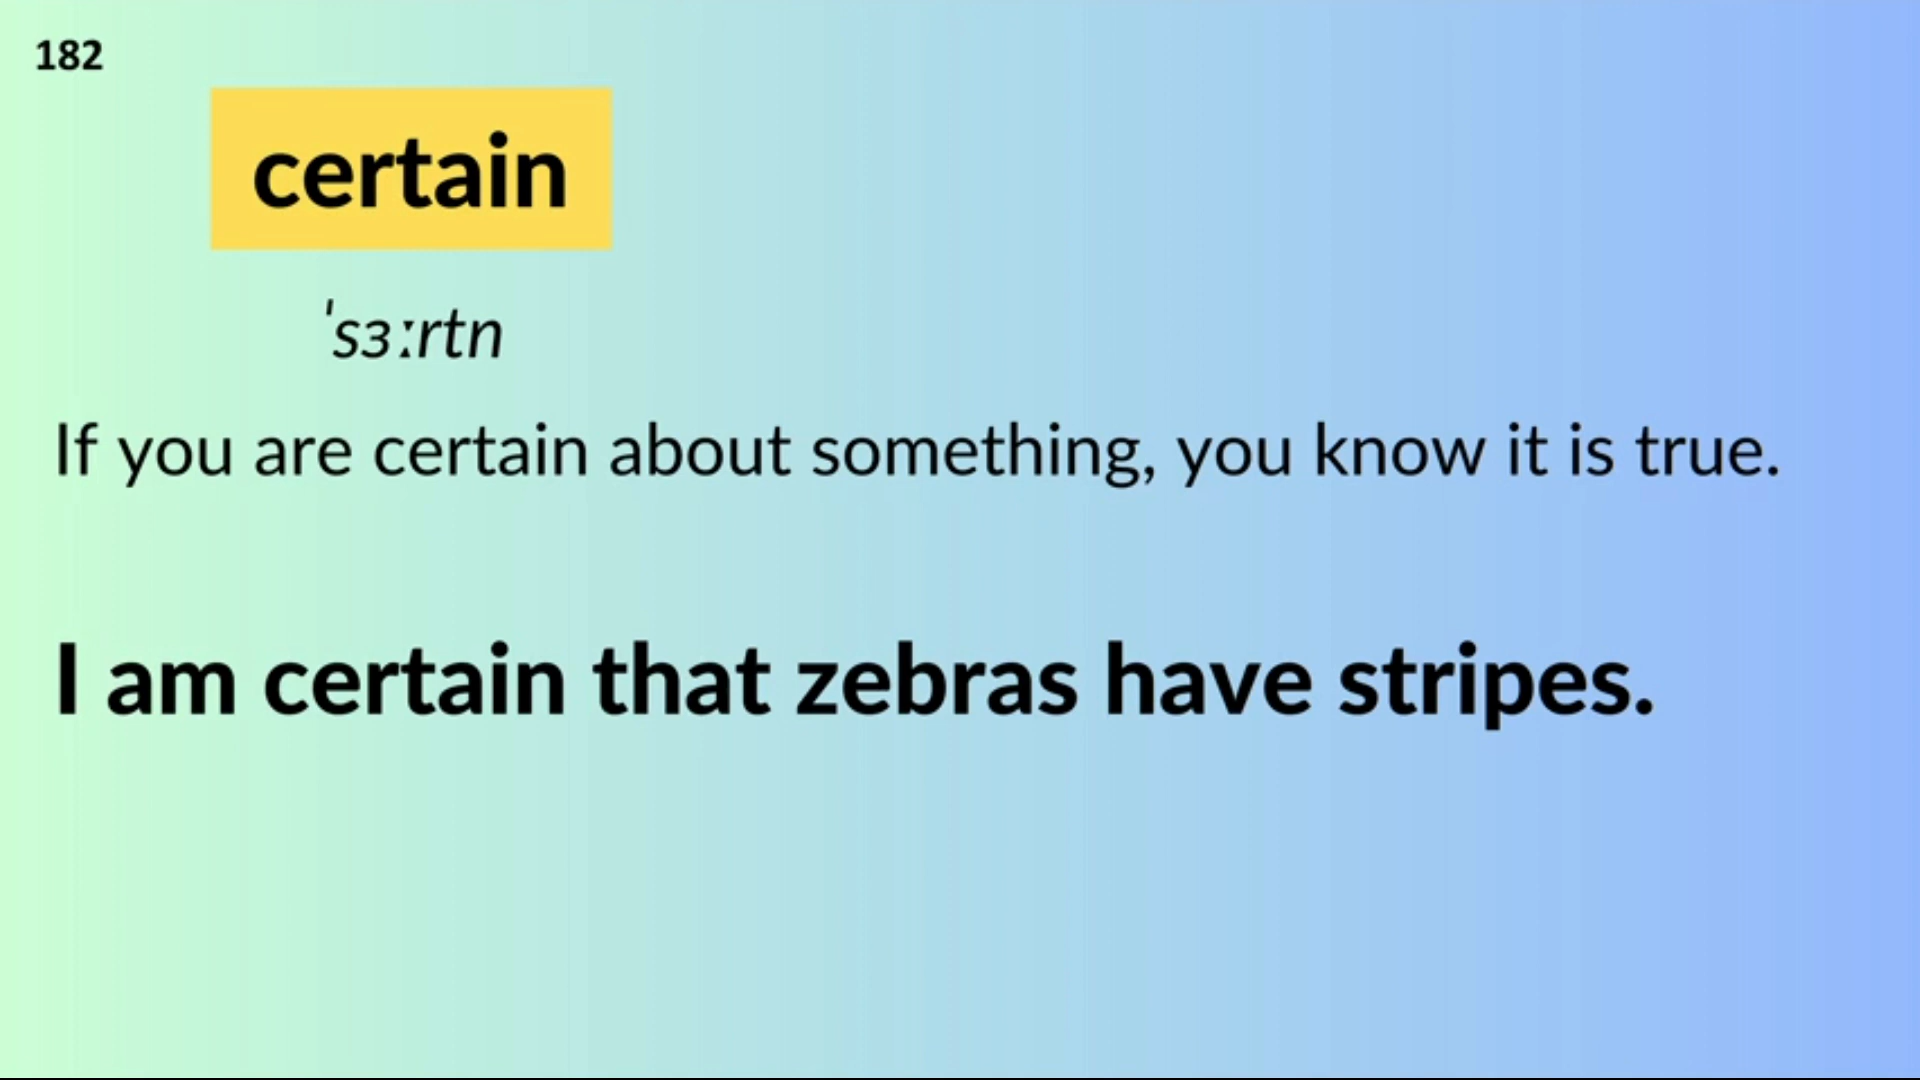 182
certain
ˈsɜːrtn
If you are certain about something, you know it is true.
I am certain that zebras have stripes.